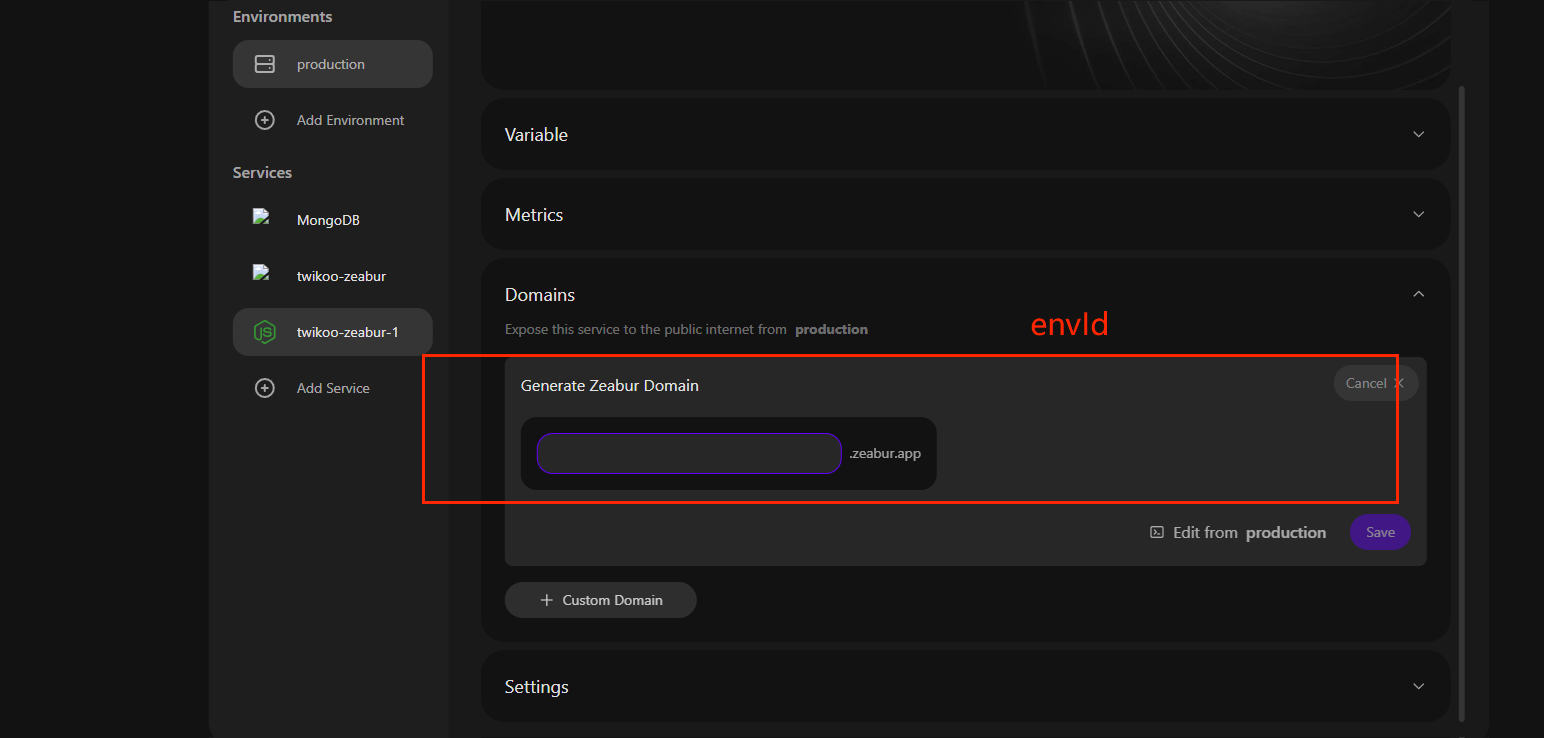 Environments
production
Add Environment
Services
MongoDB
twikoo-zeabur
twikoo-zeabur-1
Add Service
Variable
Metrics
Domains
Expose this service to the public internet from production
envId
Generate Zeabur Domain
Cancel
.zeabur.app
Edit from production
Save
Custom Domain
Settings